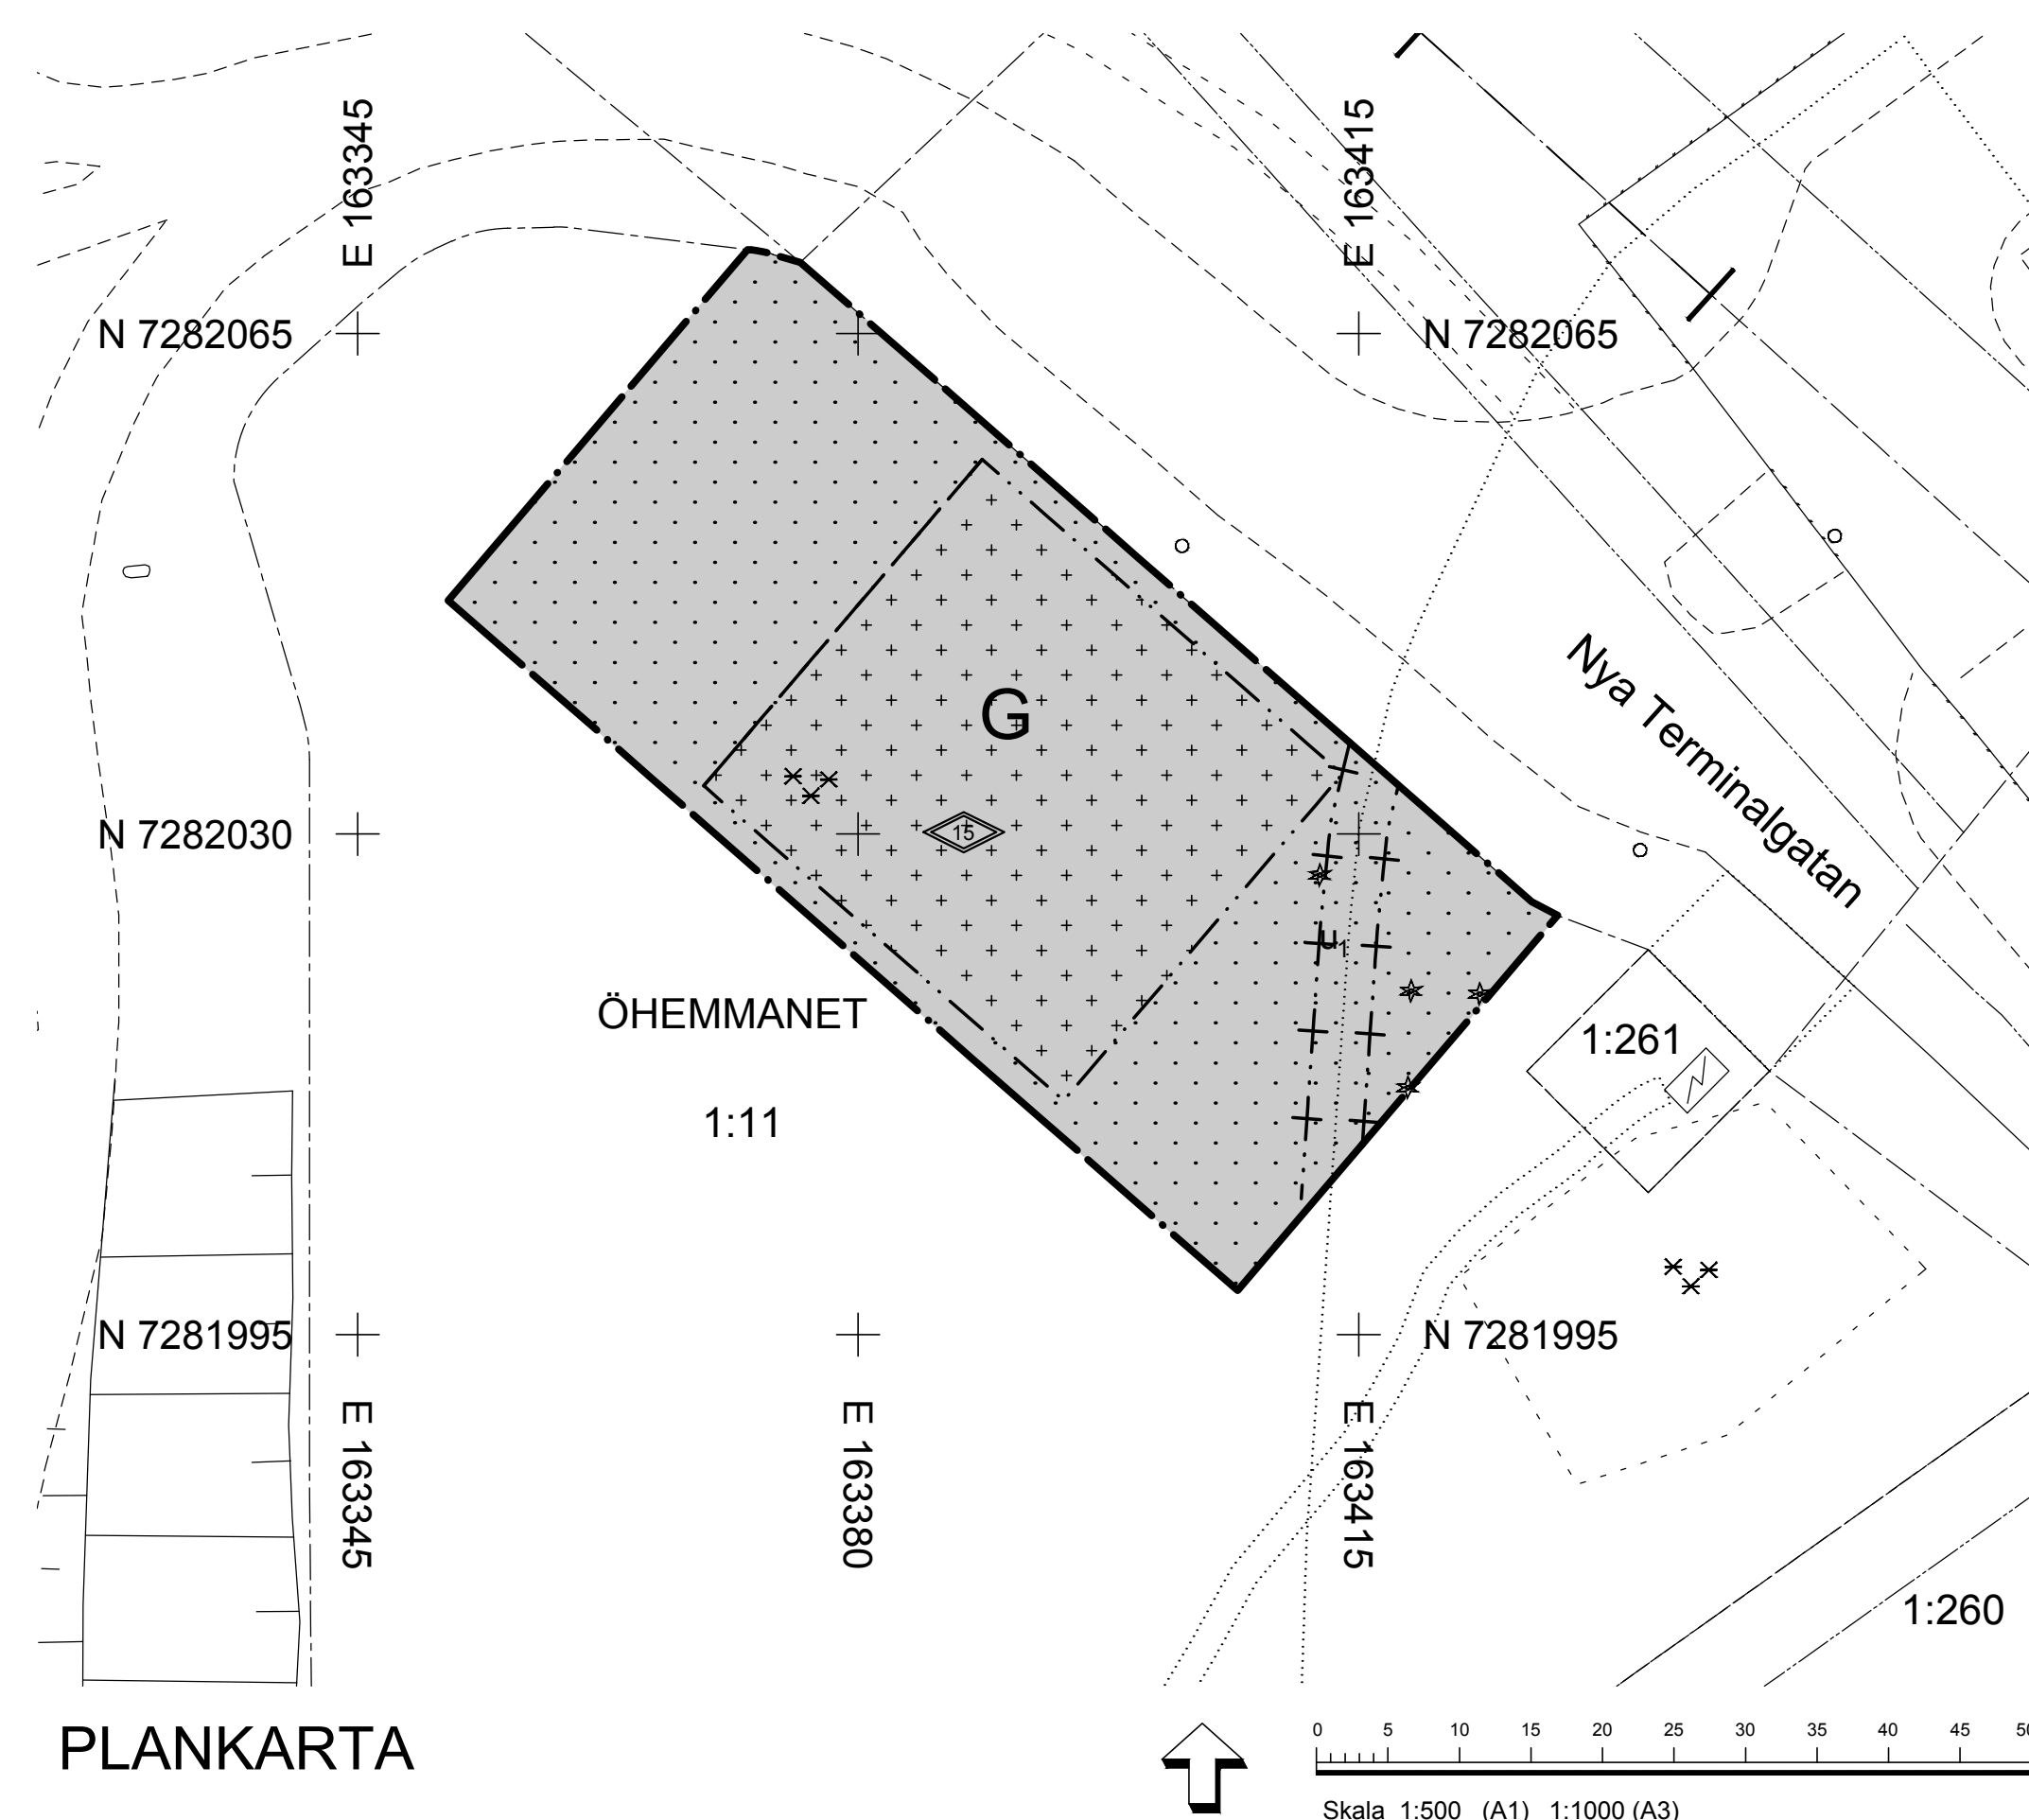 E 163345
E 163415
N 7282065
N 7282065
G
Nya Terminalgatan
N 7282030
15
u1
ÖHEMMANET
1:261
1:11
N 7281995
N 7281995
E 163345
E 163380
E 163415
1:260
PLANKARTA
0 5 10 15 20 25 30 35 40 45
Skala 1:500 (A1) 1:1000 (A3)